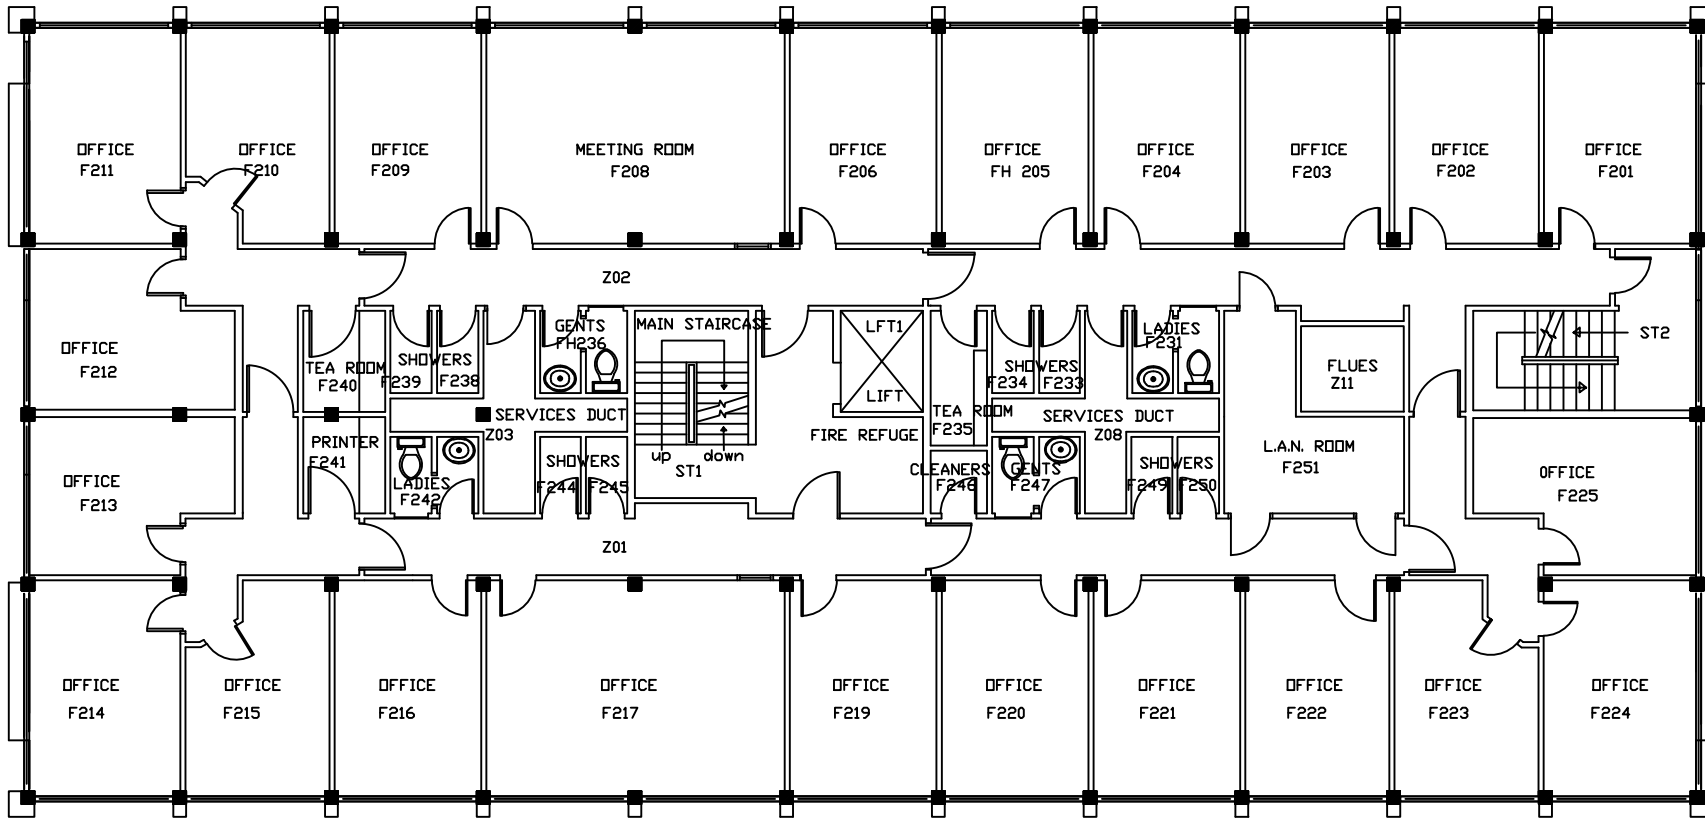 OFFICE
F211
OFFICE
F210
OFFICE
F209
MEETING ROOM
F208
OFFICE
F206
OFFICE
FH 205
OFFICE
F204
OFFICE
F203
OFFICE
F202
OFFICE
F201
Z02
OFFICE
F212
TEA ROOM
F240
SHOWERS
F239
F238
GENTS
FH236
MAIN STAIRCASE
LFT1
LIFT
SHOWERS
F234
F233
LADIES
F231
FLUES
Z11
ST2
SERVICES DUCT
Z03
TEA ROOM
F235
SERVICES DUCT
Z08
PRINTER
F241
FIRE REFUGE
L.A.N. ROOM
F251
up
down
ST1
OFFICE
F213
LADIES
F242
SHOWERS
F244
F245
CLEANERS
F246
GENTS
F247
SHOWERS
F249
F250
OFFICE
F225
Z01
OFFICE
F214
OFFICE
F215
OFFICE
F216
OFFICE
F217
OFFICE
F219
OFFICE
F220
OFFICE
F221
OFFICE
F222
OFFICE
F223
OFFICE
F224